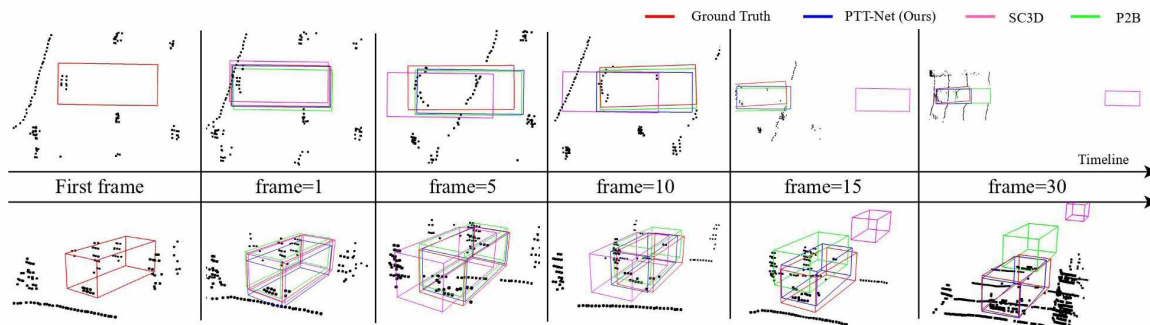 Ground Truth PTT-Net (Ours) SC3D P2B
Timeline
First frame frame=1 frame=5 frame=10 frame=15 frame=30